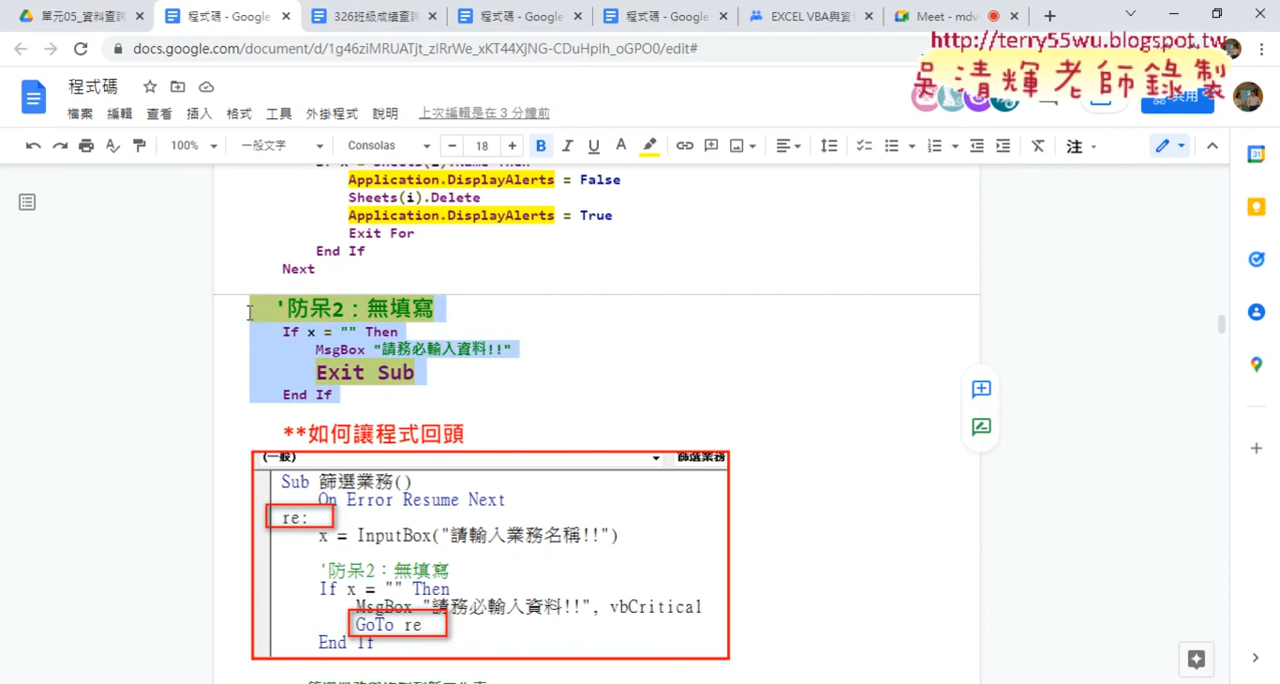 單元05_資料查詢
程式碼 - Google
326班級成績查詢
程式碼 - Google
程式碼 - Google
EXCEL VBA與資
Meet - mdv
docs.google.com/document/d/1g46ziMRUATjt_zlRrWe_xKT44XjNG-CDuHplh_oGPO0/edit#
http://terry55wu.blogspot.tw
吳清輝老師錄製
程式碼
檔案 編輯 查看 插入 格式 工具 外掛程式 說明 上次編輯是在 3 分鐘前
共用
100% 一般文字 Consolas 18 B I U A 注
If x = Sheets(i).Name Then
Application.DisplayAlerts = False
Sheets(i).Delete
Application.DisplayAlerts = True
Exit For
End If
Next
'防呆2：無填寫
If x = "" Then
MsgBox "請務必輸入資料!!"
Exit Sub
End If
**如何讓程式回頭
(一般) 篩選業務
Sub 篩選業務()
On Error Resume Next
re:
x = InputBox("請輸入業務名稱!!")
'防呆2：無填寫
If x = "" Then
MsgBox "請務必輸入資料!!", vbCritical
GoTo re
End If